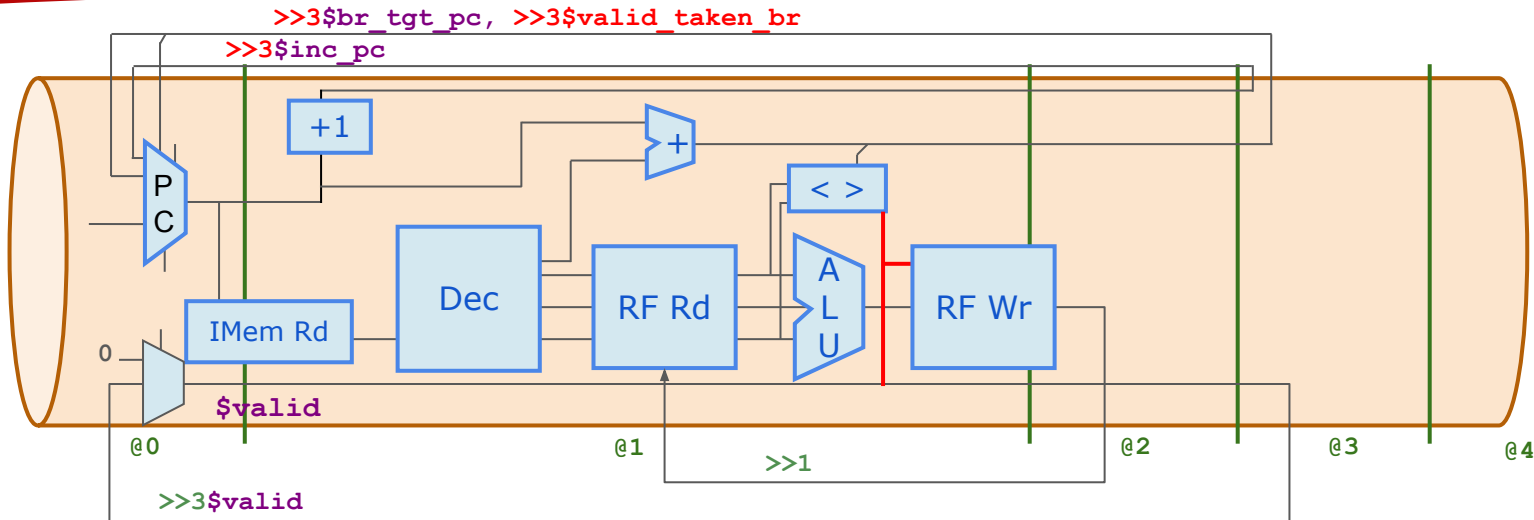 >>3$br_tgt_pc, >>3$valid_taken_br
>>3$inc_pc
+1
+
P
C
< >
Dec
RF Rd
A
L
U
RF Wr
IMem Rd
0
$valid
@0
@1
@2
@3
@4
>>1
>>3$valid